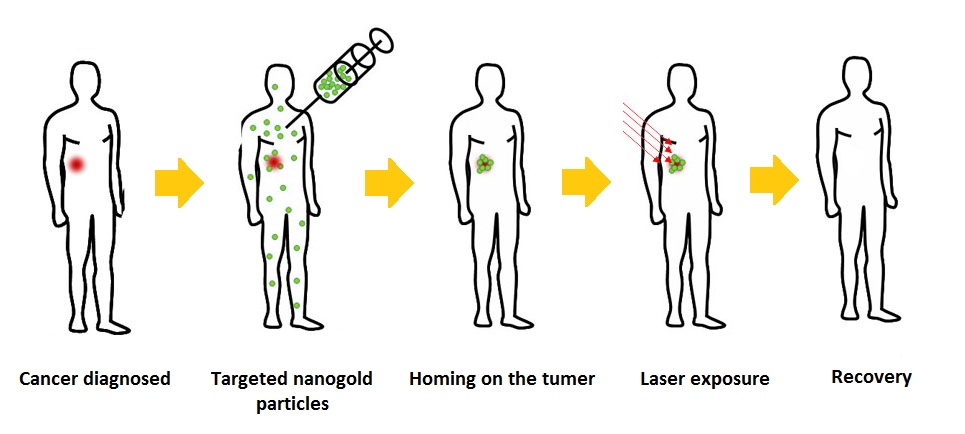 Cancer diagnosed
Targeted nanogold
particles
Homing on the tumer
Laser exposure
Recovery